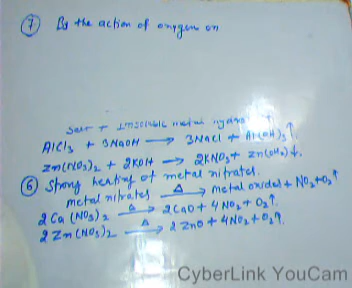 ⑦ By the action of oxygen on
Salt + Insoluble metal hydro ↑
AlCl₃ + 3NaOH → 3NaCl + Al(OH)₃↑.
Zn(NO₃)₂ + 2KOH → 2KNO₃ + Zn(OH)₂↓.
⑥ Strong heating of metal nitrates.
metal nitrates △→ metal oxides + NO₂ + O₂↑
2Ca(NO₃)₂ △→ 2CaO + 4NO₂ + O₂↑.
2Zn(NO₃)₂ △→ 2ZnO + 4NO₂ + O₂↑.
CyberLink YouCam